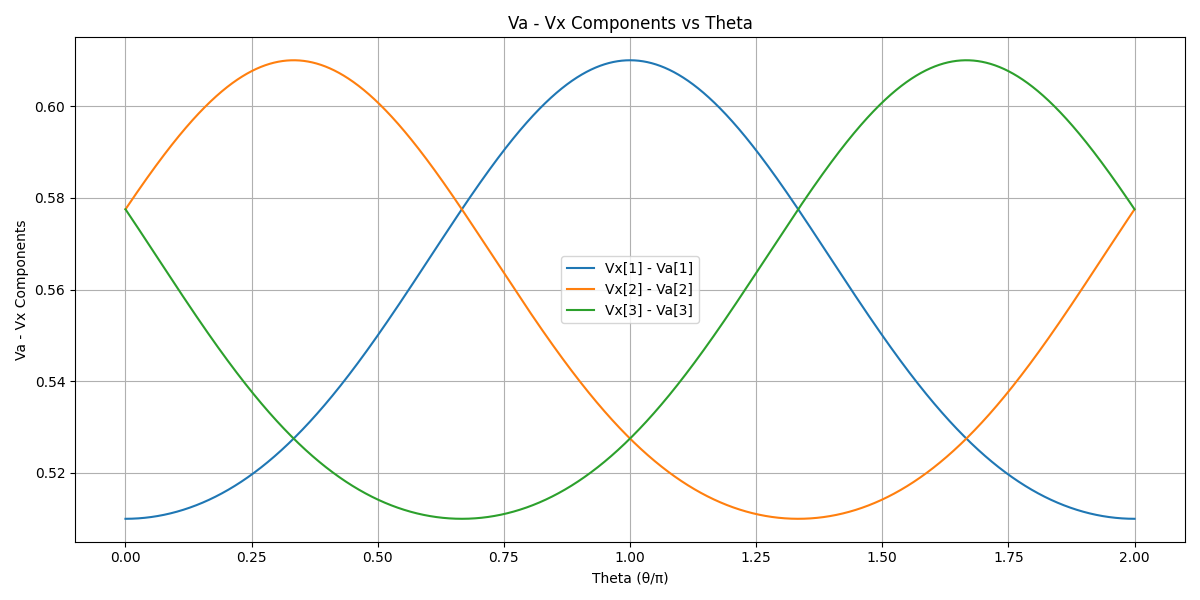 Va - Vx Components vs Theta
Va - Vx Components
0.60
0.58
0.56
0.54
0.52
Vx[1] - Va[1]
Vx[2] - Va[2]
Vx[3] - Va[3]
0.00 0.25 0.50 0.75 1.00 1.25 1.50 1.75 2.00
Theta (θ/π)